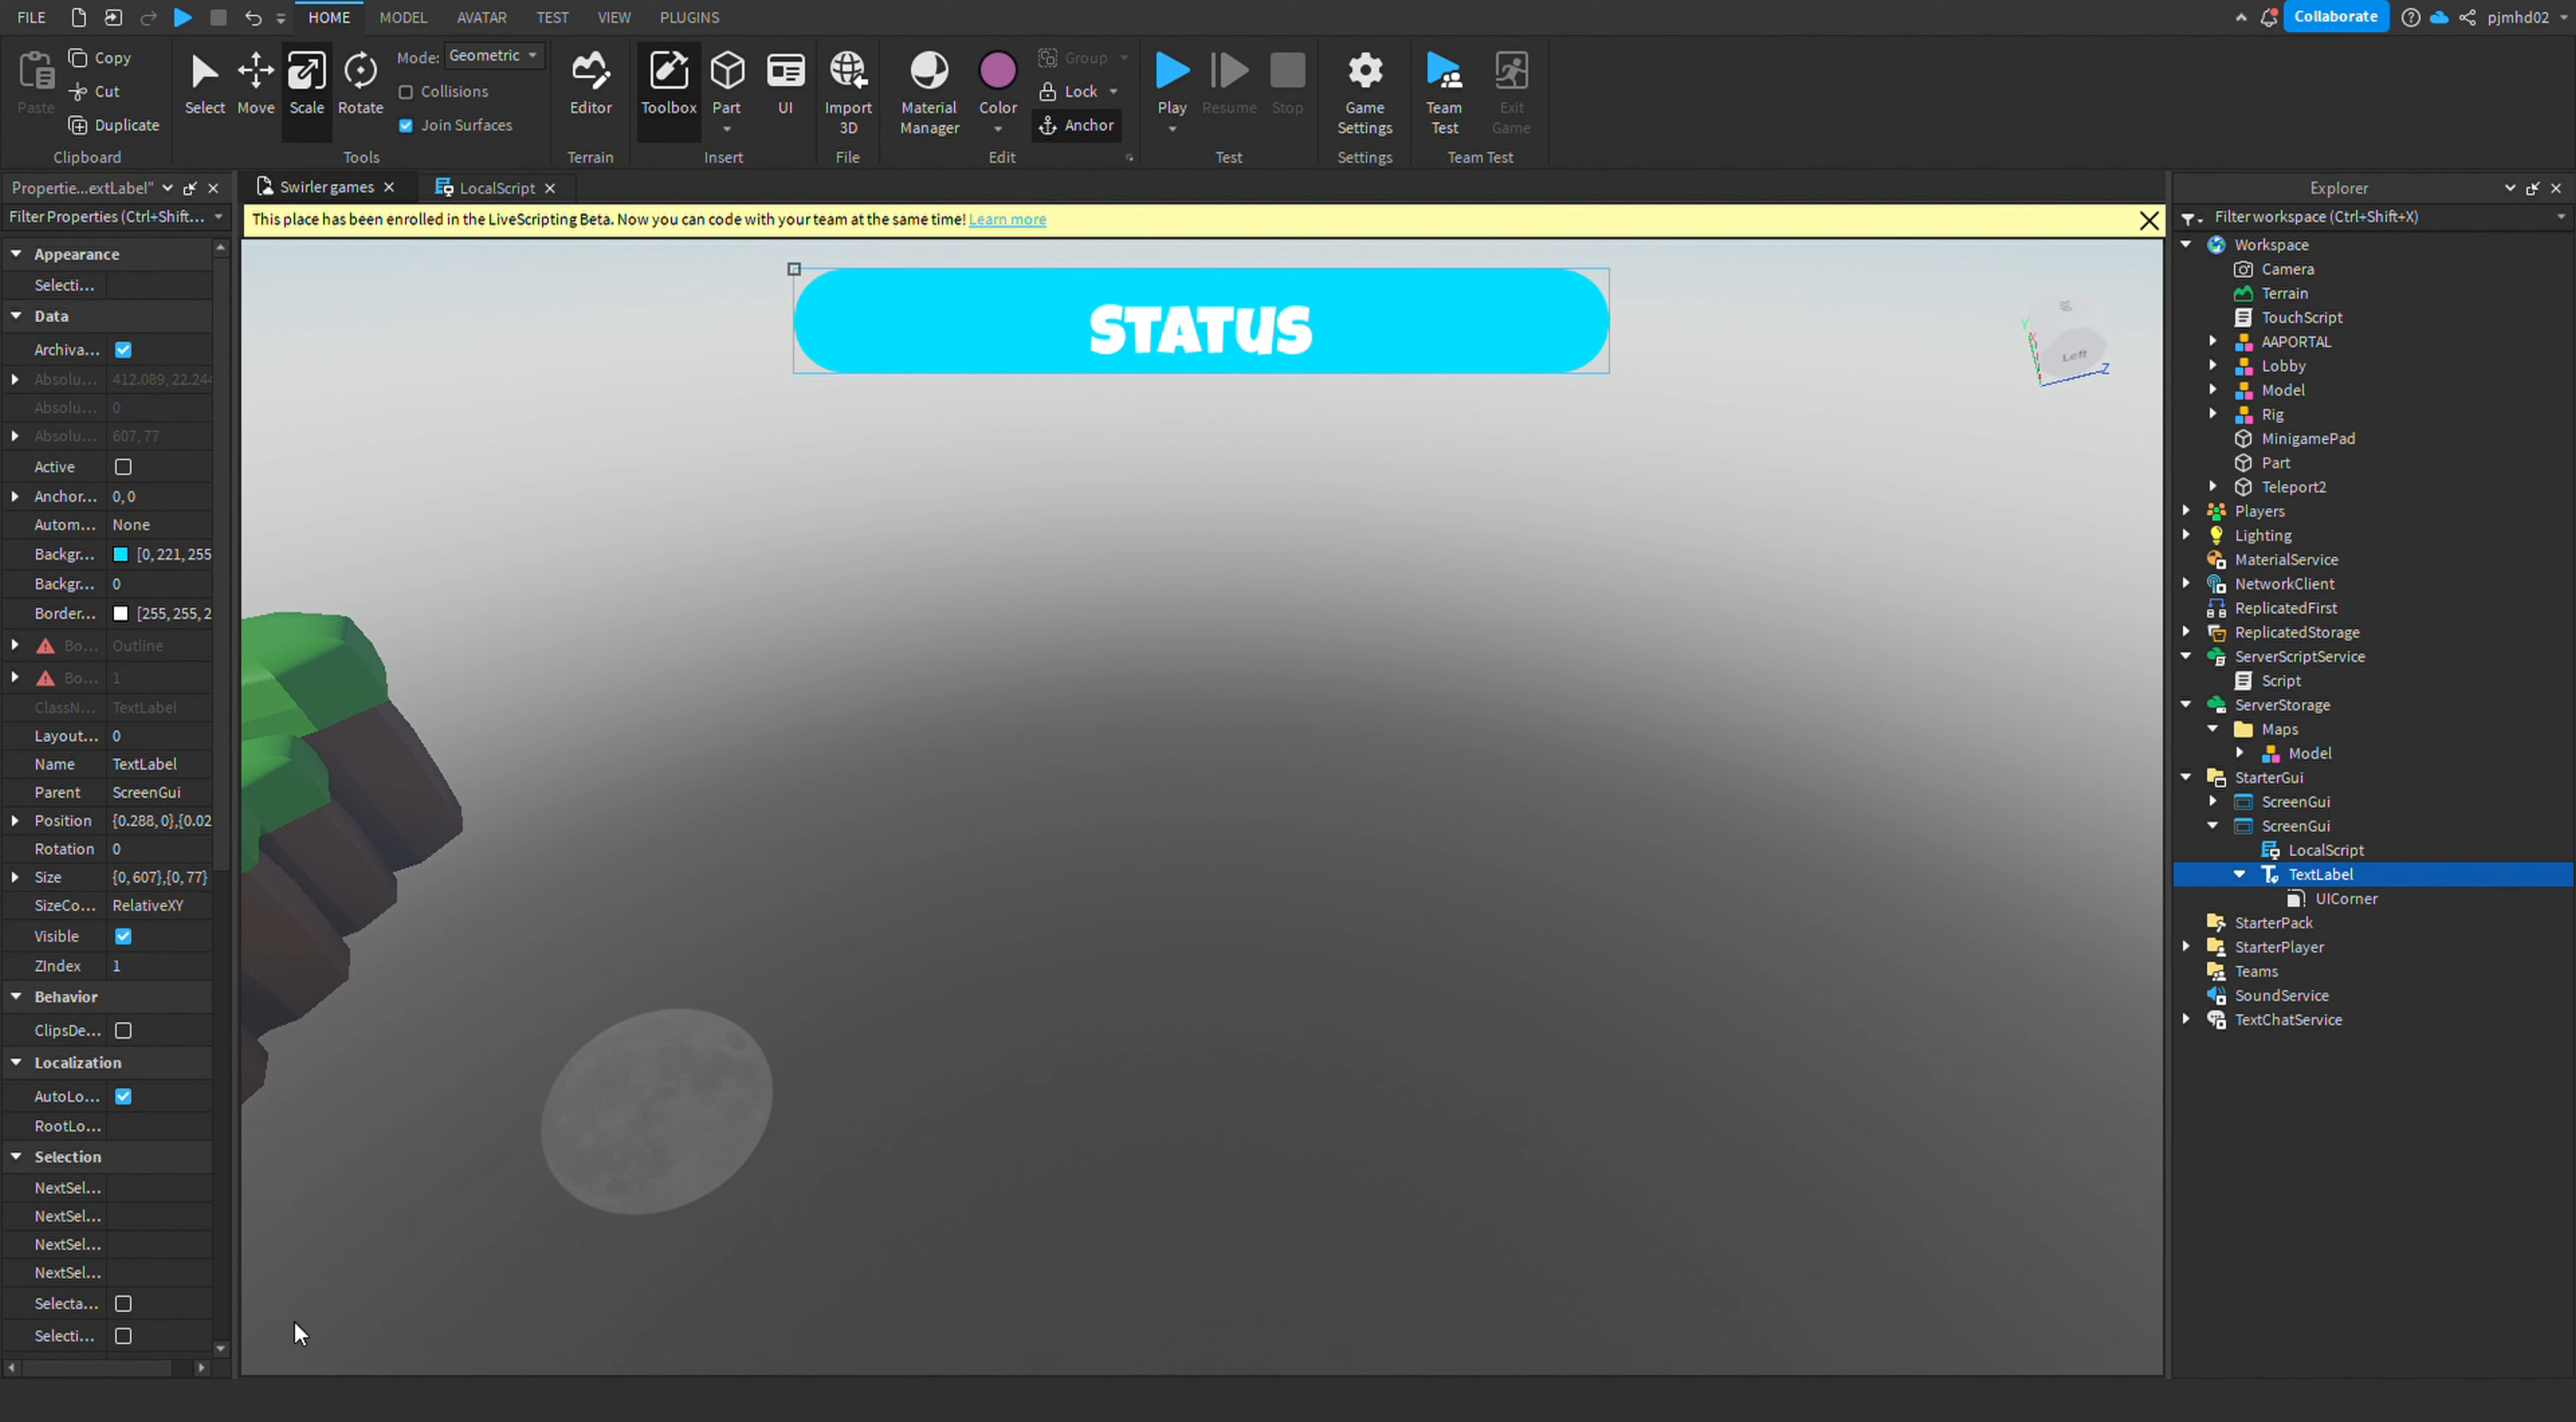 FILE HOME MODEL AVATAR TEST VIEW PLUGINS Collaborate pjmhd02
Paste Copy Cut Duplicate
Clipboard
Select Move Scale Rotate
Mode: Geometric
Collisions
Join Surfaces
Tools
Editor
Terrain
Toolbox Part UI
Insert
Import 3D
File
Material Manager Color Group Lock Anchor
Edit
Play Resume Stop
Test
Game Settings
Settings
Team Test Exit Game
Team Test
Propertie...extLabel"
Filter Properties (Ctrl+Shift...
Appearance
Selecti...
Data
Archiva...
Absolu... 412.089, 22.244
Absolu... 0
Absolu... 607, 77
Active
Anchor... 0, 0
Autom... None
Backgr... [0, 221, 255
Backgr... 0
Border... [255, 255, 2
Bo... Outline
Bo... 1
ClassN... TextLabel
Layout... 0
Name TextLabel
Parent ScreenGui
Position {0.288, 0},{0.02
Rotation 0
Size {0, 607},{0, 77}
SizeCo... RelativeXY
Visible
ZIndex 1
Behavior
ClipsDe...
Localization
AutoLo...
RootLo...
Selection
NextSel...
NextSel...
NextSel...
NextSel...
Selecta...
Selecti...
Swirler games LocalScript
This place has been enrolled in the LiveScripting Beta. Now you can code with your team at the same time! Learn more
STATUS
Y
X
Left
Z
Explorer
Filter workspace (Ctrl+Shift+X)
Workspace
Camera
Terrain
TouchScript
AAPORTAL
Lobby
Model
Rig
MinigamePad
Part
Teleport2
Players
Lighting
MaterialService
NetworkClient
ReplicatedFirst
ReplicatedStorage
ServerScriptService
Script
ServerStorage
Maps
Model
StarterGui
ScreenGui
ScreenGui
LocalScript
TextLabel
UICorner
StarterPack
StarterPlayer
Teams
SoundService
TextChatService